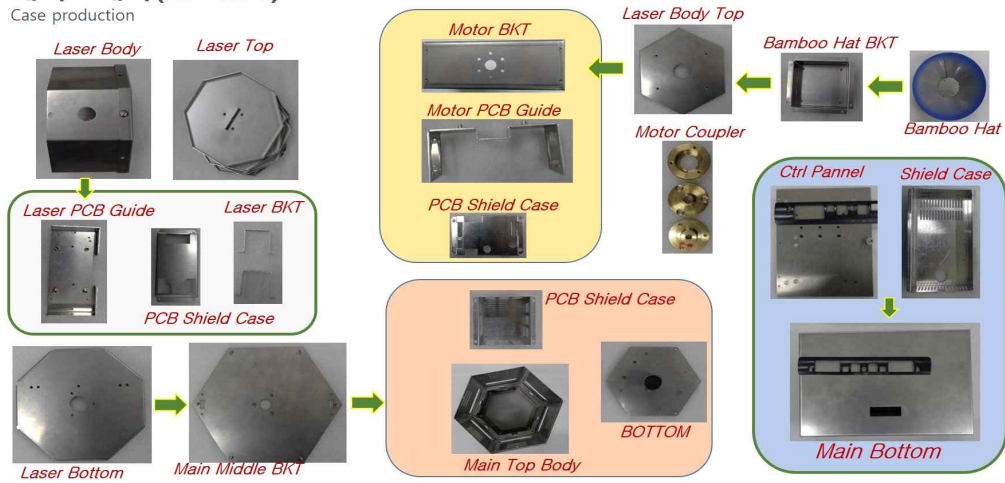 Case production
Laser Body
Laser Top
Motor BKT
Laser Body Top
Bamboo Hat BKT
Bamboo Hat
Motor PCB Guide
Motor Coupler
PCB Shield Case
Laser PCB Guide
Laser BKT
PCB Shield Case
Ctrl Pannel
Shield Case
PCB Shield Case
BOTTOM
Main Top Body
Laser Bottom
Main Middle BKT
Main Bottom